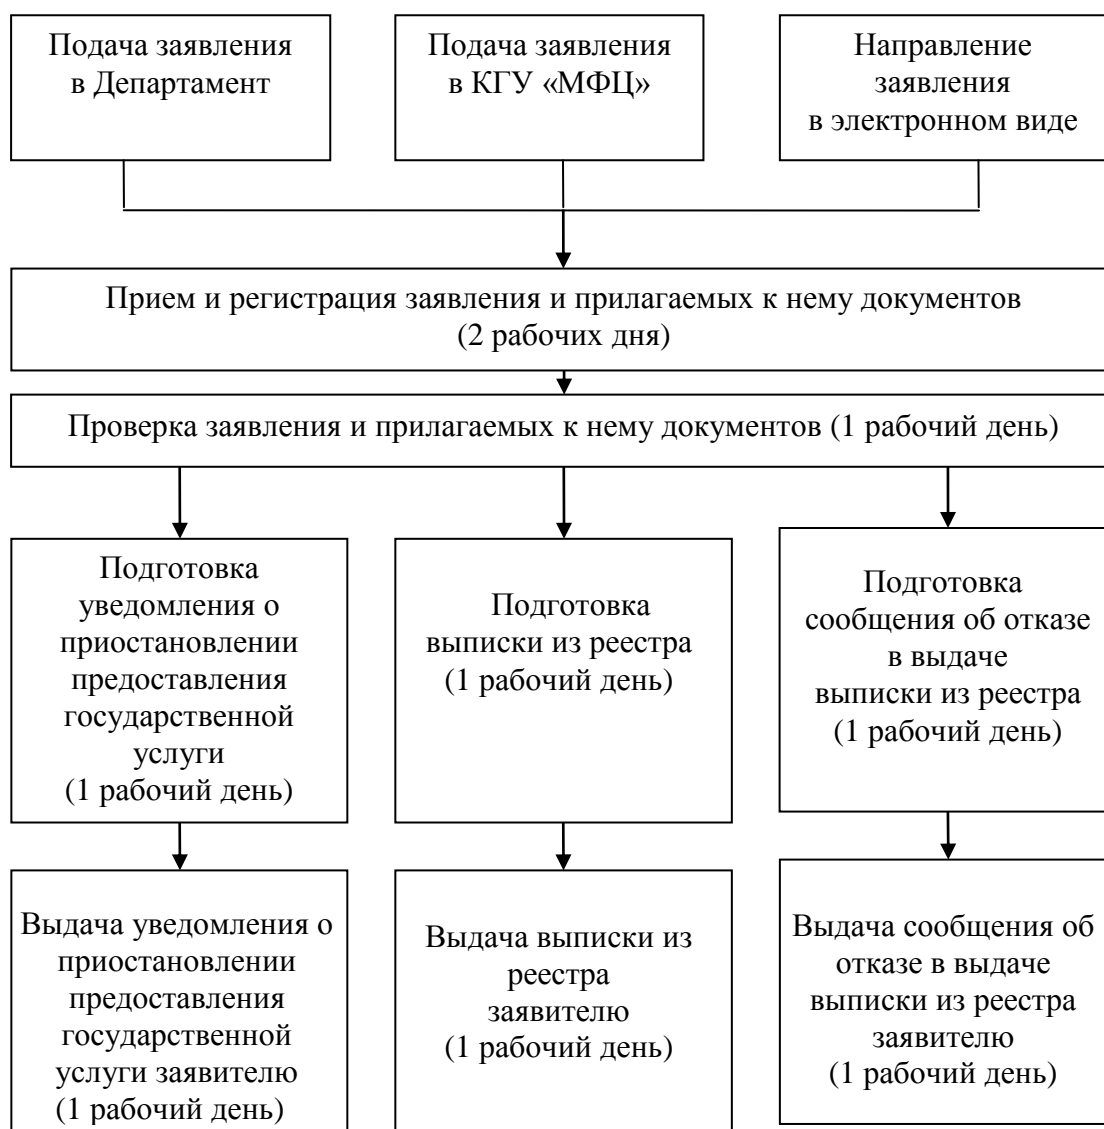 Подача заявления
в Департамент
Подача заявления
в КГУ «МФЦ»
Направление
заявления
в электронном виде
Прием и регистрация заявления и прилагаемых к нему документов
(2 рабочих дня)
Проверка заявления и прилагаемых к нему документов (1 рабочий день)
Подготовка
уведомления о
приостановлении
предоставления
государственной
услуги
(1 рабочий день)
Подготовка
выписки из реестра
(1 рабочий день)
Подготовка
сообщения об отказе
в выдаче
выписки из реестра
(1 рабочий день)
Выдача уведомления о
приостановлении
предоставления
государственной
услуги заявителю
(1 рабочий день)
Выдача выписки из
реестра
заявителю
(1 рабочий день)
Выдача сообщения об
отказе в выдаче
выписки из реестра
заявителю
(1 рабочий день)